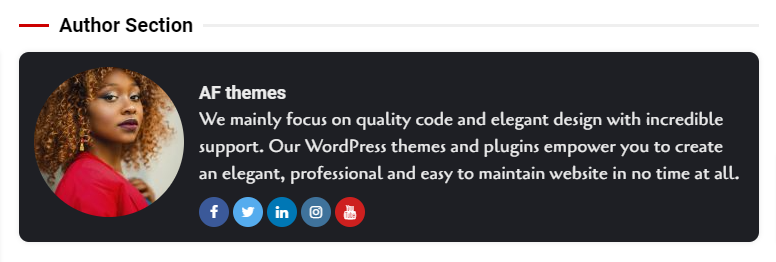 Author Section
AF themes
We mainly focus on quality code and elegant design with incredible
support. Our WordPress themes and plugins empower you to create
an elegant, professional and easy to maintain website in no time at all.